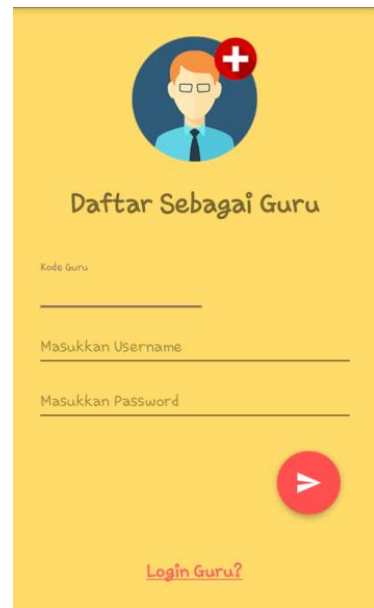 Daftar Sebagai Guru
Kode Guru
Masukkan Username
Masukkan Password
Login Guru?